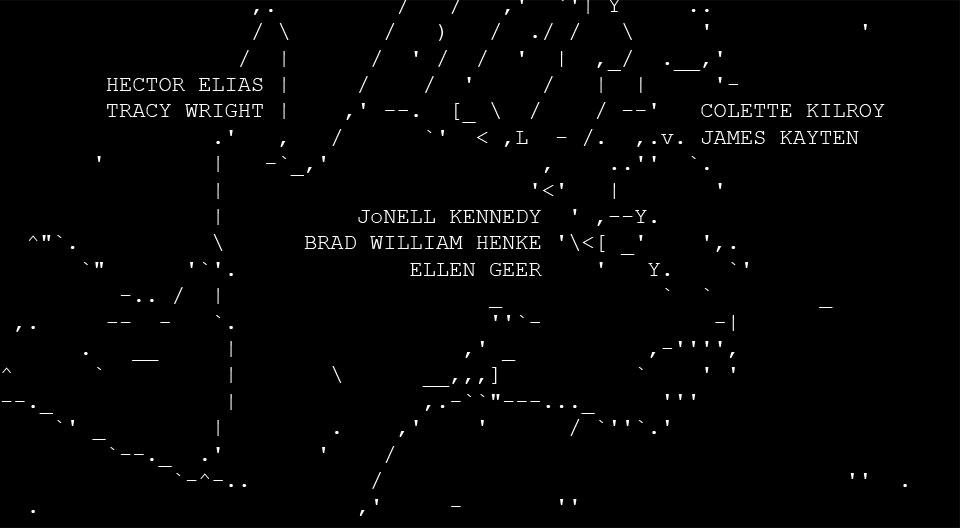 HECTOR ELIAS
TRACY WRIGHT
COLETTE KILROY
JAMES KAYTEN
JoNELL KENNEDY
BRAD WILLIAM HENKE
ELLEN GEER